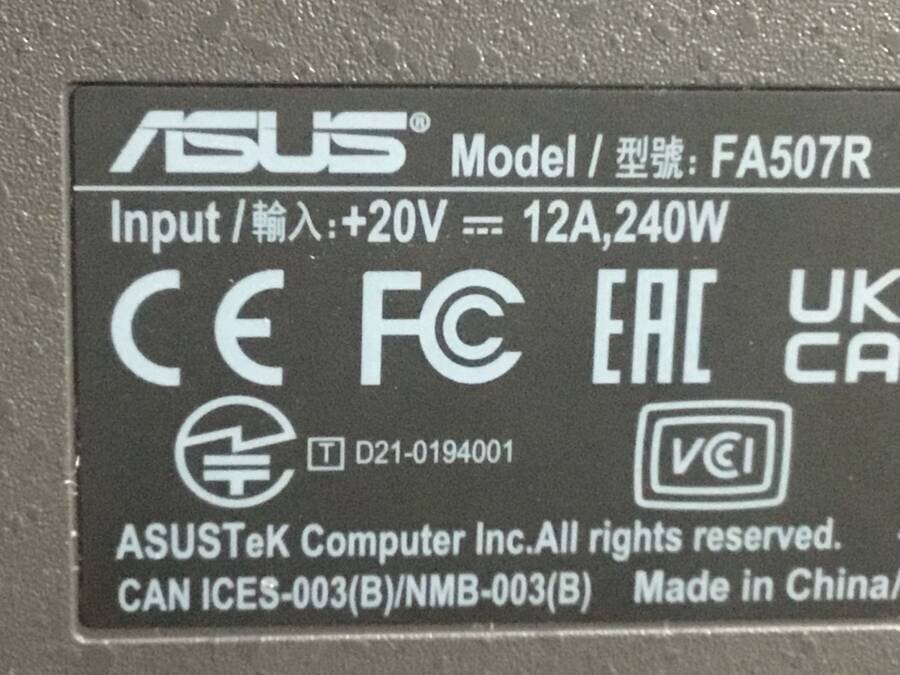 ASUS® Model / 型號: FA507R
Input / 輸入: +20V ⎓ 12A,240W
CE FC EAC UK
CA
T D21-0194001 VCCI
ASUSTeK Computer Inc.All rights reserved.
CAN ICES-003(B)/NMB-003(B) Made in China/